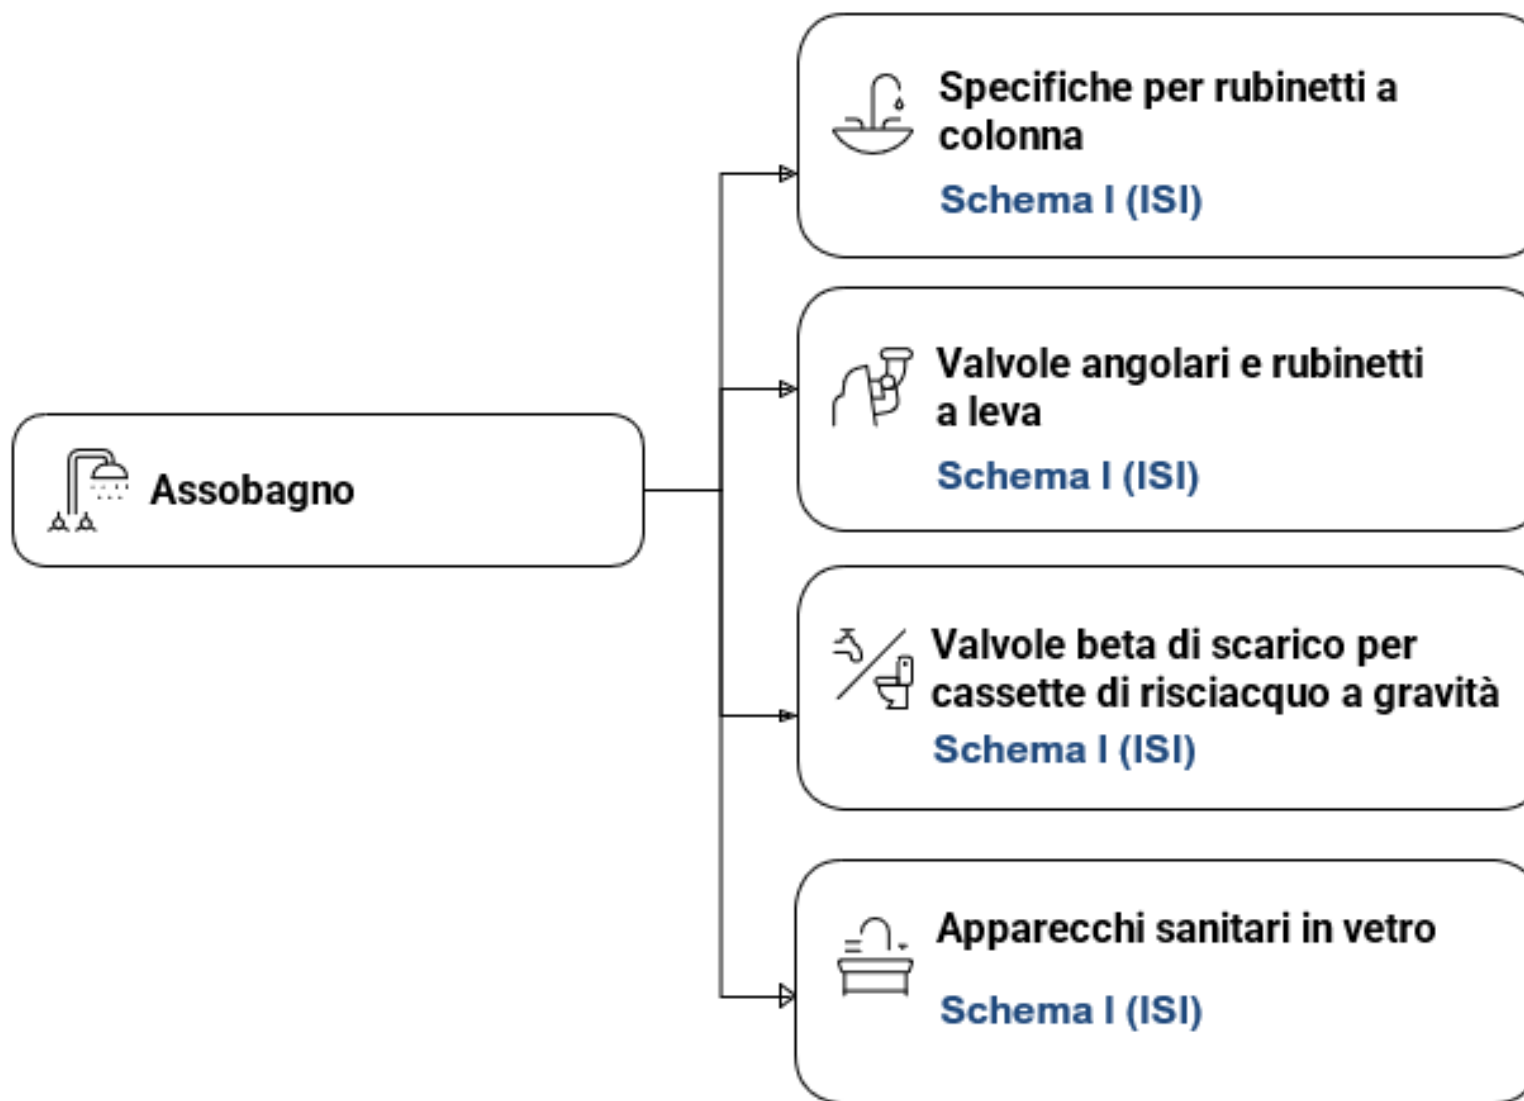 Specifiche per rubinetti a
colonna
Schema I (ISI)
Valvole angolari e rubinetti
a leva
Schema I (ISI)
Assobagno
Valvole beta di scarico per
cassette di risciacquo a gravità
Schema I (ISI)
Apparecchi sanitari in vetro
Schema I (ISI)